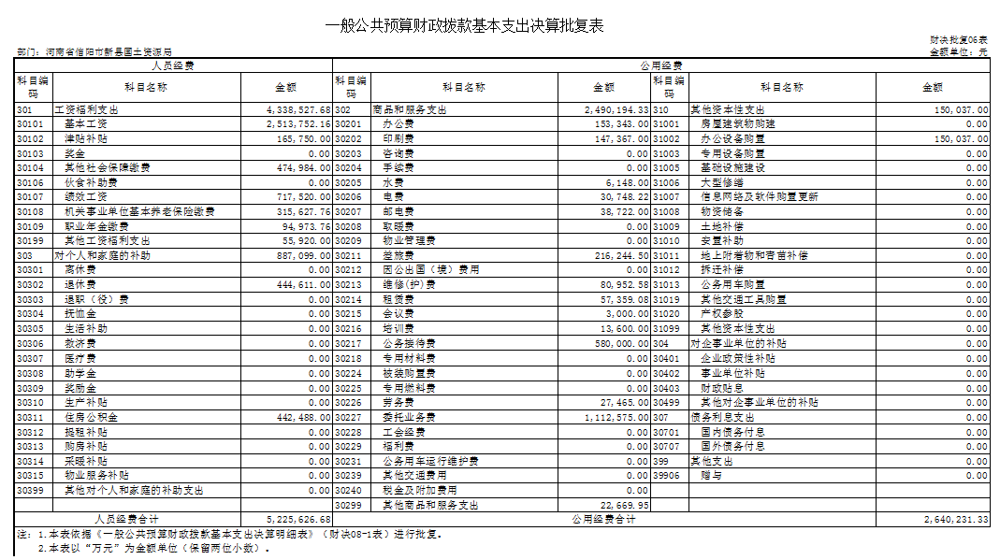 一般公共预算财政拨款基本支出决算批复表
财决批复06表
部门：河南省信阳市新县国土资源局 金额单位：元
人员经费 公用经费
科目编码 科目名称 金额 科目编码 科目名称 金额 科目编码 科目名称 金额
301 工资福利支出 4,338,527.68 302 商品和服务支出 2,490,194.33 310 其他资本性支出 150,037.00
30101 基本工资 2,513,752.16 30201 办公费 153,343.00 31001 房屋建筑物购建 0.00
30102 津贴补贴 165,750.00 30202 印刷费 147,367.00 31002 办公设备购置 150,037.00
30103 奖金 0.00 30203 咨询费 0.00 31003 专用设备购置 0.00
30104 其他社会保障缴费 474,984.00 30204 手续费 0.00 31005 基础设施建设 0.00
30106 伙食补助费 0.00 30205 水费 6,148.00 31006 大型修缮 0.00
30107 绩效工资 717,520.00 30206 电费 30,748.22 31007 信息网络及软件购置更新 0.00
30108 机关事业单位基本养老保险缴费 315,627.76 30207 邮电费 38,722.00 31008 物资储备 0.00
30109 职业年金缴费 94,973.76 30208 取暖费 0.00 31009 土地补偿 0.00
30199 其他工资福利支出 55,920.00 30209 物业管理费 0.00 31010 安置补助 0.00
303 对个人和家庭的补助 887,099.00 30211 差旅费 216,244.50 31011 地上附着物和青苗补偿 0.00
30301 离休费 0.00 30212 因公出国（境）费用 0.00 31012 拆迁补偿 0.00
30302 退休费 444,611.00 30213 维修(护)费 80,952.58 31013 公务用车购置 0.00
30303 退职（役）费 0.00 30214 租赁费 57,359.08 31019 其他交通工具购置 0.00
30304 抚恤金 0.00 30215 会议费 3,000.00 31020 产权参股 0.00
30305 生活补助 0.00 30216 培训费 13,600.00 31099 其他资本性支出 0.00
30306 救济费 0.00 30217 公务接待费 580,000.00 304 对企事业单位的补贴 0.00
30307 医疗费 0.00 30218 专用材料费 0.00 30401 企业政策性补贴 0.00
30308 助学金 0.00 30224 被装购置费 0.00 30402 事业单位补贴 0.00
30309 奖励金 0.00 30225 专用燃料费 0.00 30403 财政贴息 0.00
30310 生产补贴 0.00 30226 劳务费 27,465.00 30499 其他对企事业单位的补贴 0.00
30311 住房公积金 442,488.00 30227 委托业务费 1,112,575.00 307 债务利息支出 0.00
30312 提租补贴 0.00 30228 工会经费 0.00 30701 国内债务付息 0.00
30313 购房补贴 0.00 30229 福利费 0.00 30707 国外债务付息 0.00
30314 采暖补贴 0.00 30231 公务用车运行维护费 0.00 399 其他支出 0.00
30315 物业服务补贴 0.00 30239 其他交通费用 0.00 39906 赠与 0.00
30399 其他对个人和家庭的补助支出 0.00 30240 税金及附加费用 0.00
30299 其他商品和服务支出 22,669.95
人员经费合计 5,225,626.68 公用经费合计 2,640,231.33
注：1.本表依据《一般公共预算财政拨款基本支出决算明细表》（财决08-1表）进行批复.
2.本表以“万元”为金额单位（保留两位小数）.